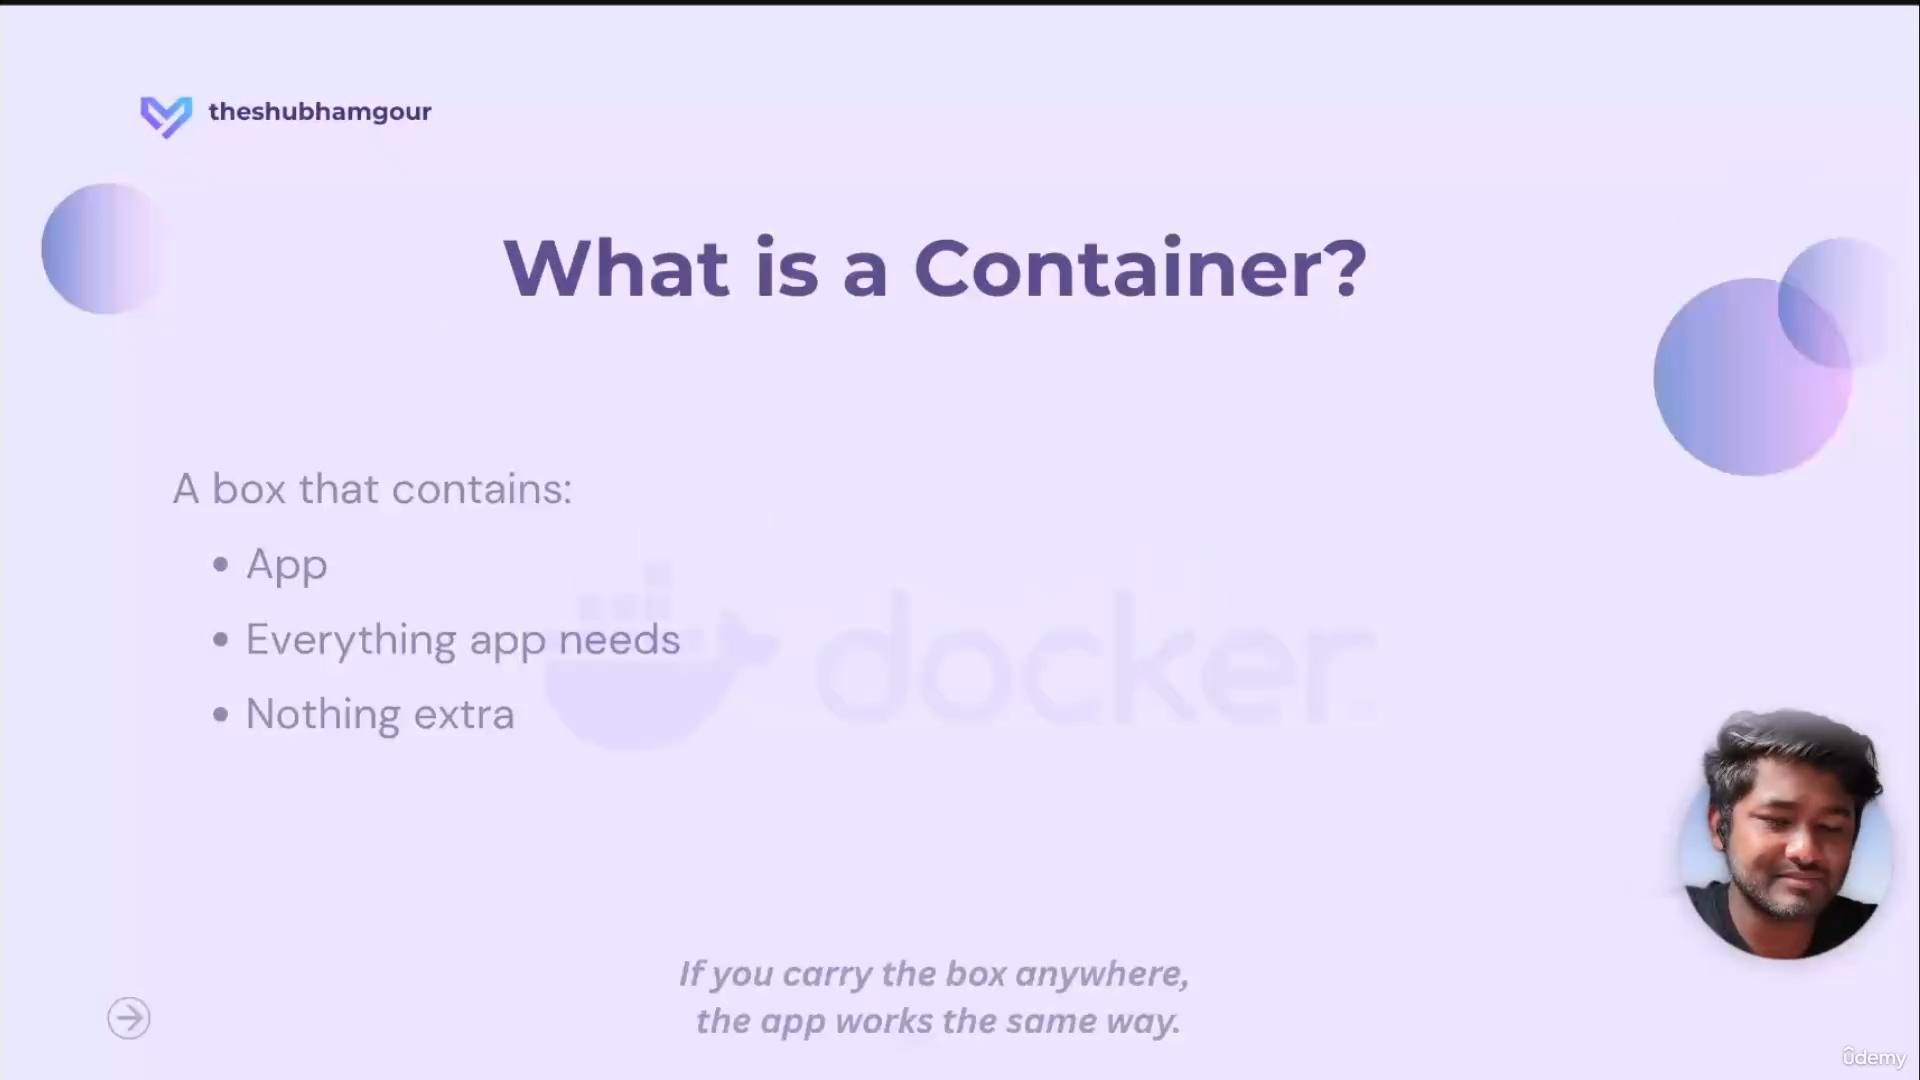 theshubhamgour
What is a Container?
A box that contains:
• App
• Everything app needs
• Nothing extra
docker
If you carry the box anywhere,
the app works the same way.
ûdemy